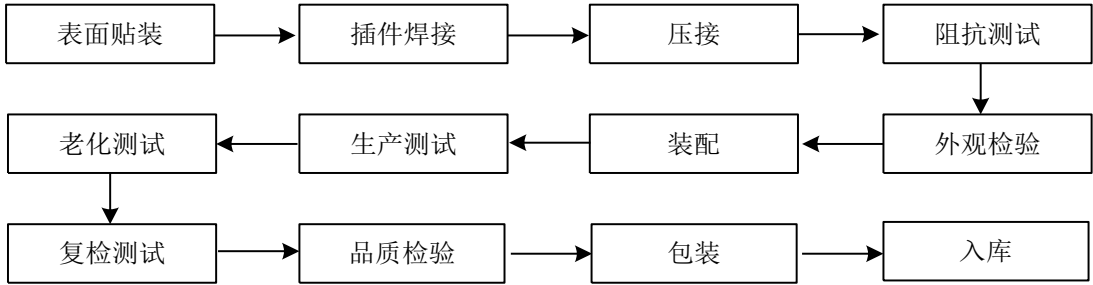 表面贴装
插件焊接
压接
阻抗测试
外观检验
装配
生产测试
老化测试
复检测试
品质检验
包装
入库